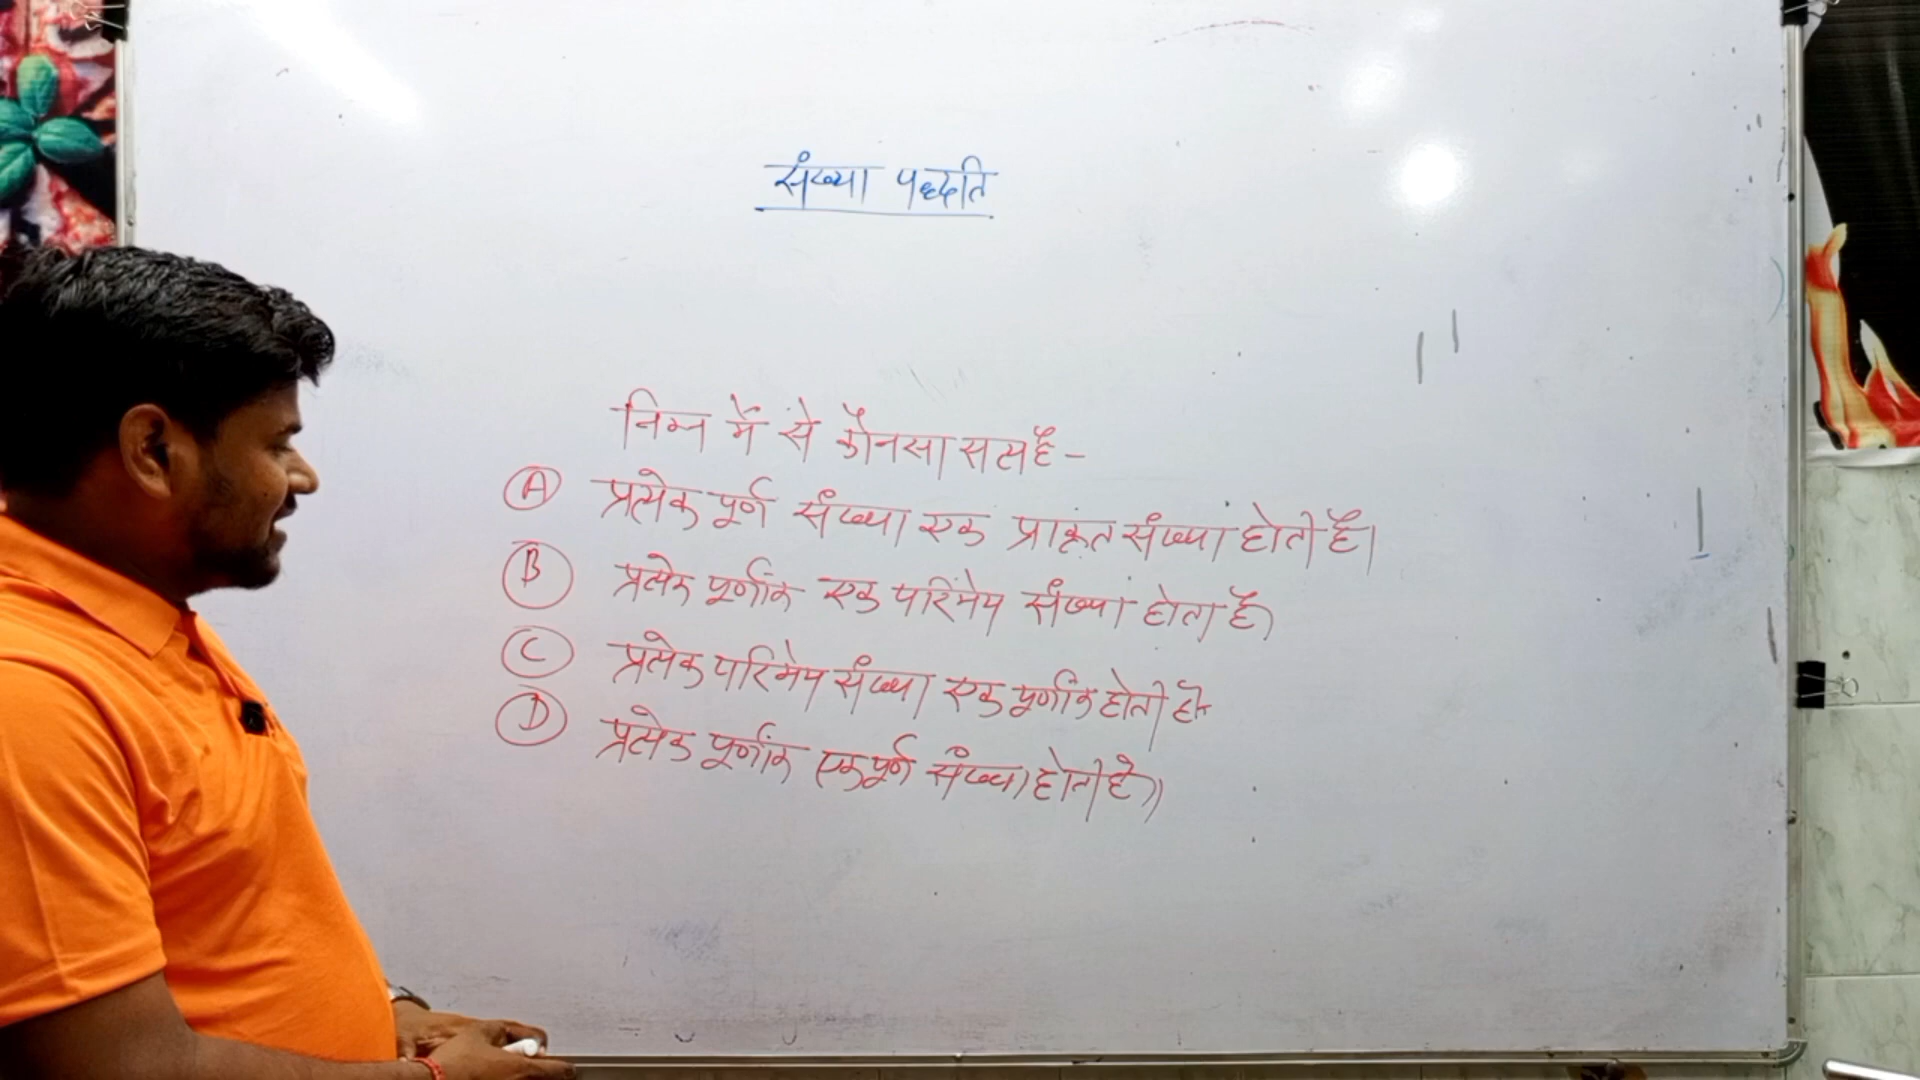 संख्या पद्धति
निम्न में से कौनसा सत्य है -
(A) प्रत्येक पूर्ण संख्या एक प्राकृत संख्या होती है।
(B) प्रत्येक पूर्णांक एक परिमेय संख्या होता है
(C) प्रत्येक परिमेय संख्या एक पूर्णांक होती है
(D) प्रत्येक पूर्णांक एक पूर्ण संख्या होती है।